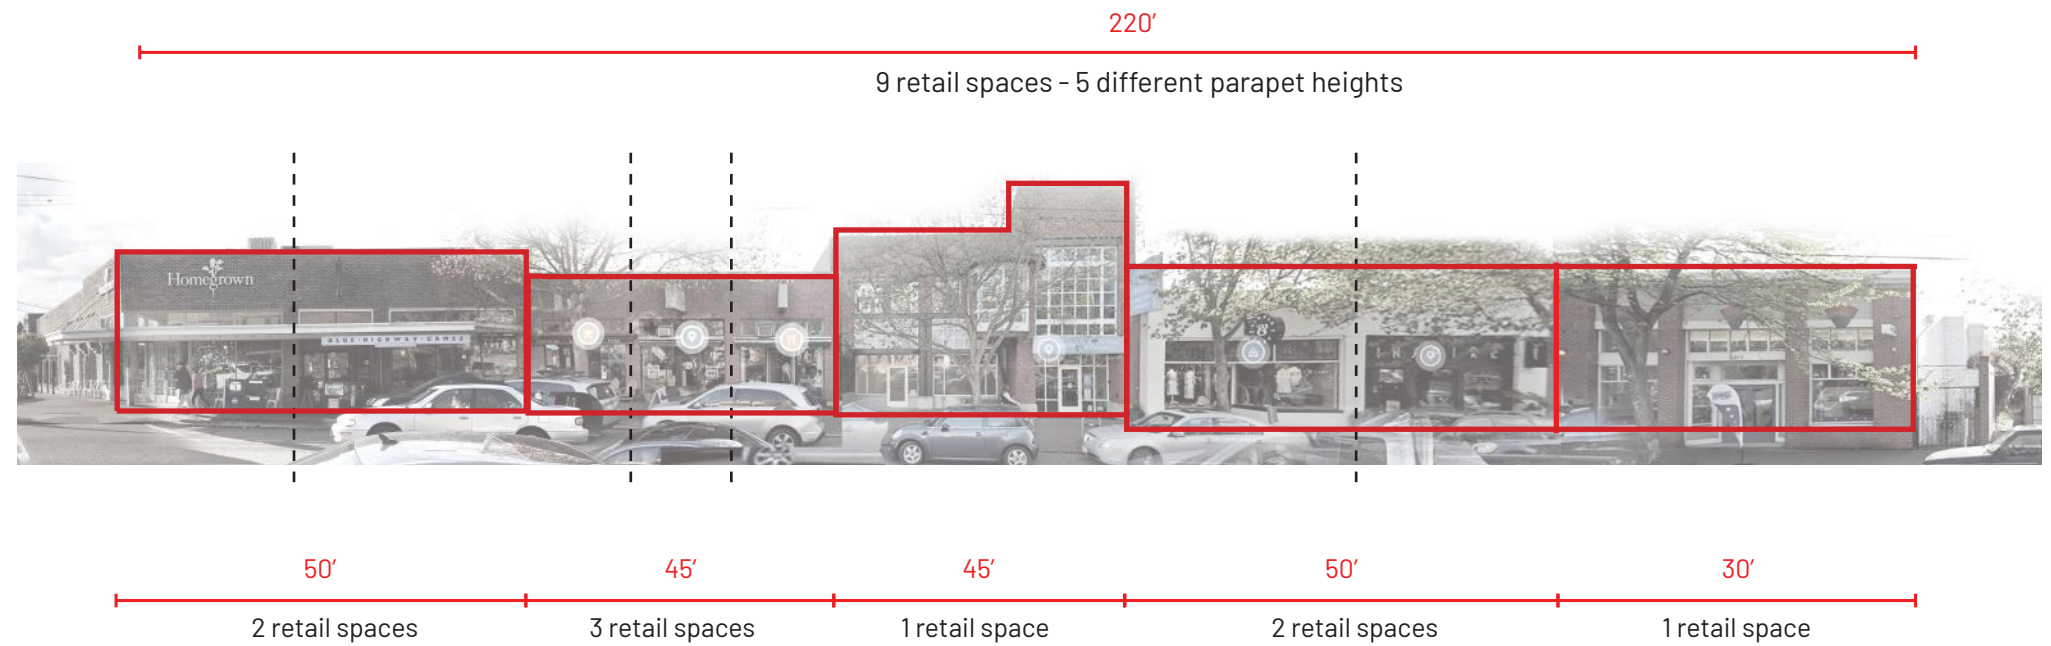 220′
9 retail spaces - 5 different parapet heights
Homegrown
BLUE·HIGHWAY·GAMES
50′
45′
45′
50′
30′
2 retail spaces
3 retail spaces
1 retail space
2 retail spaces
1 retail space